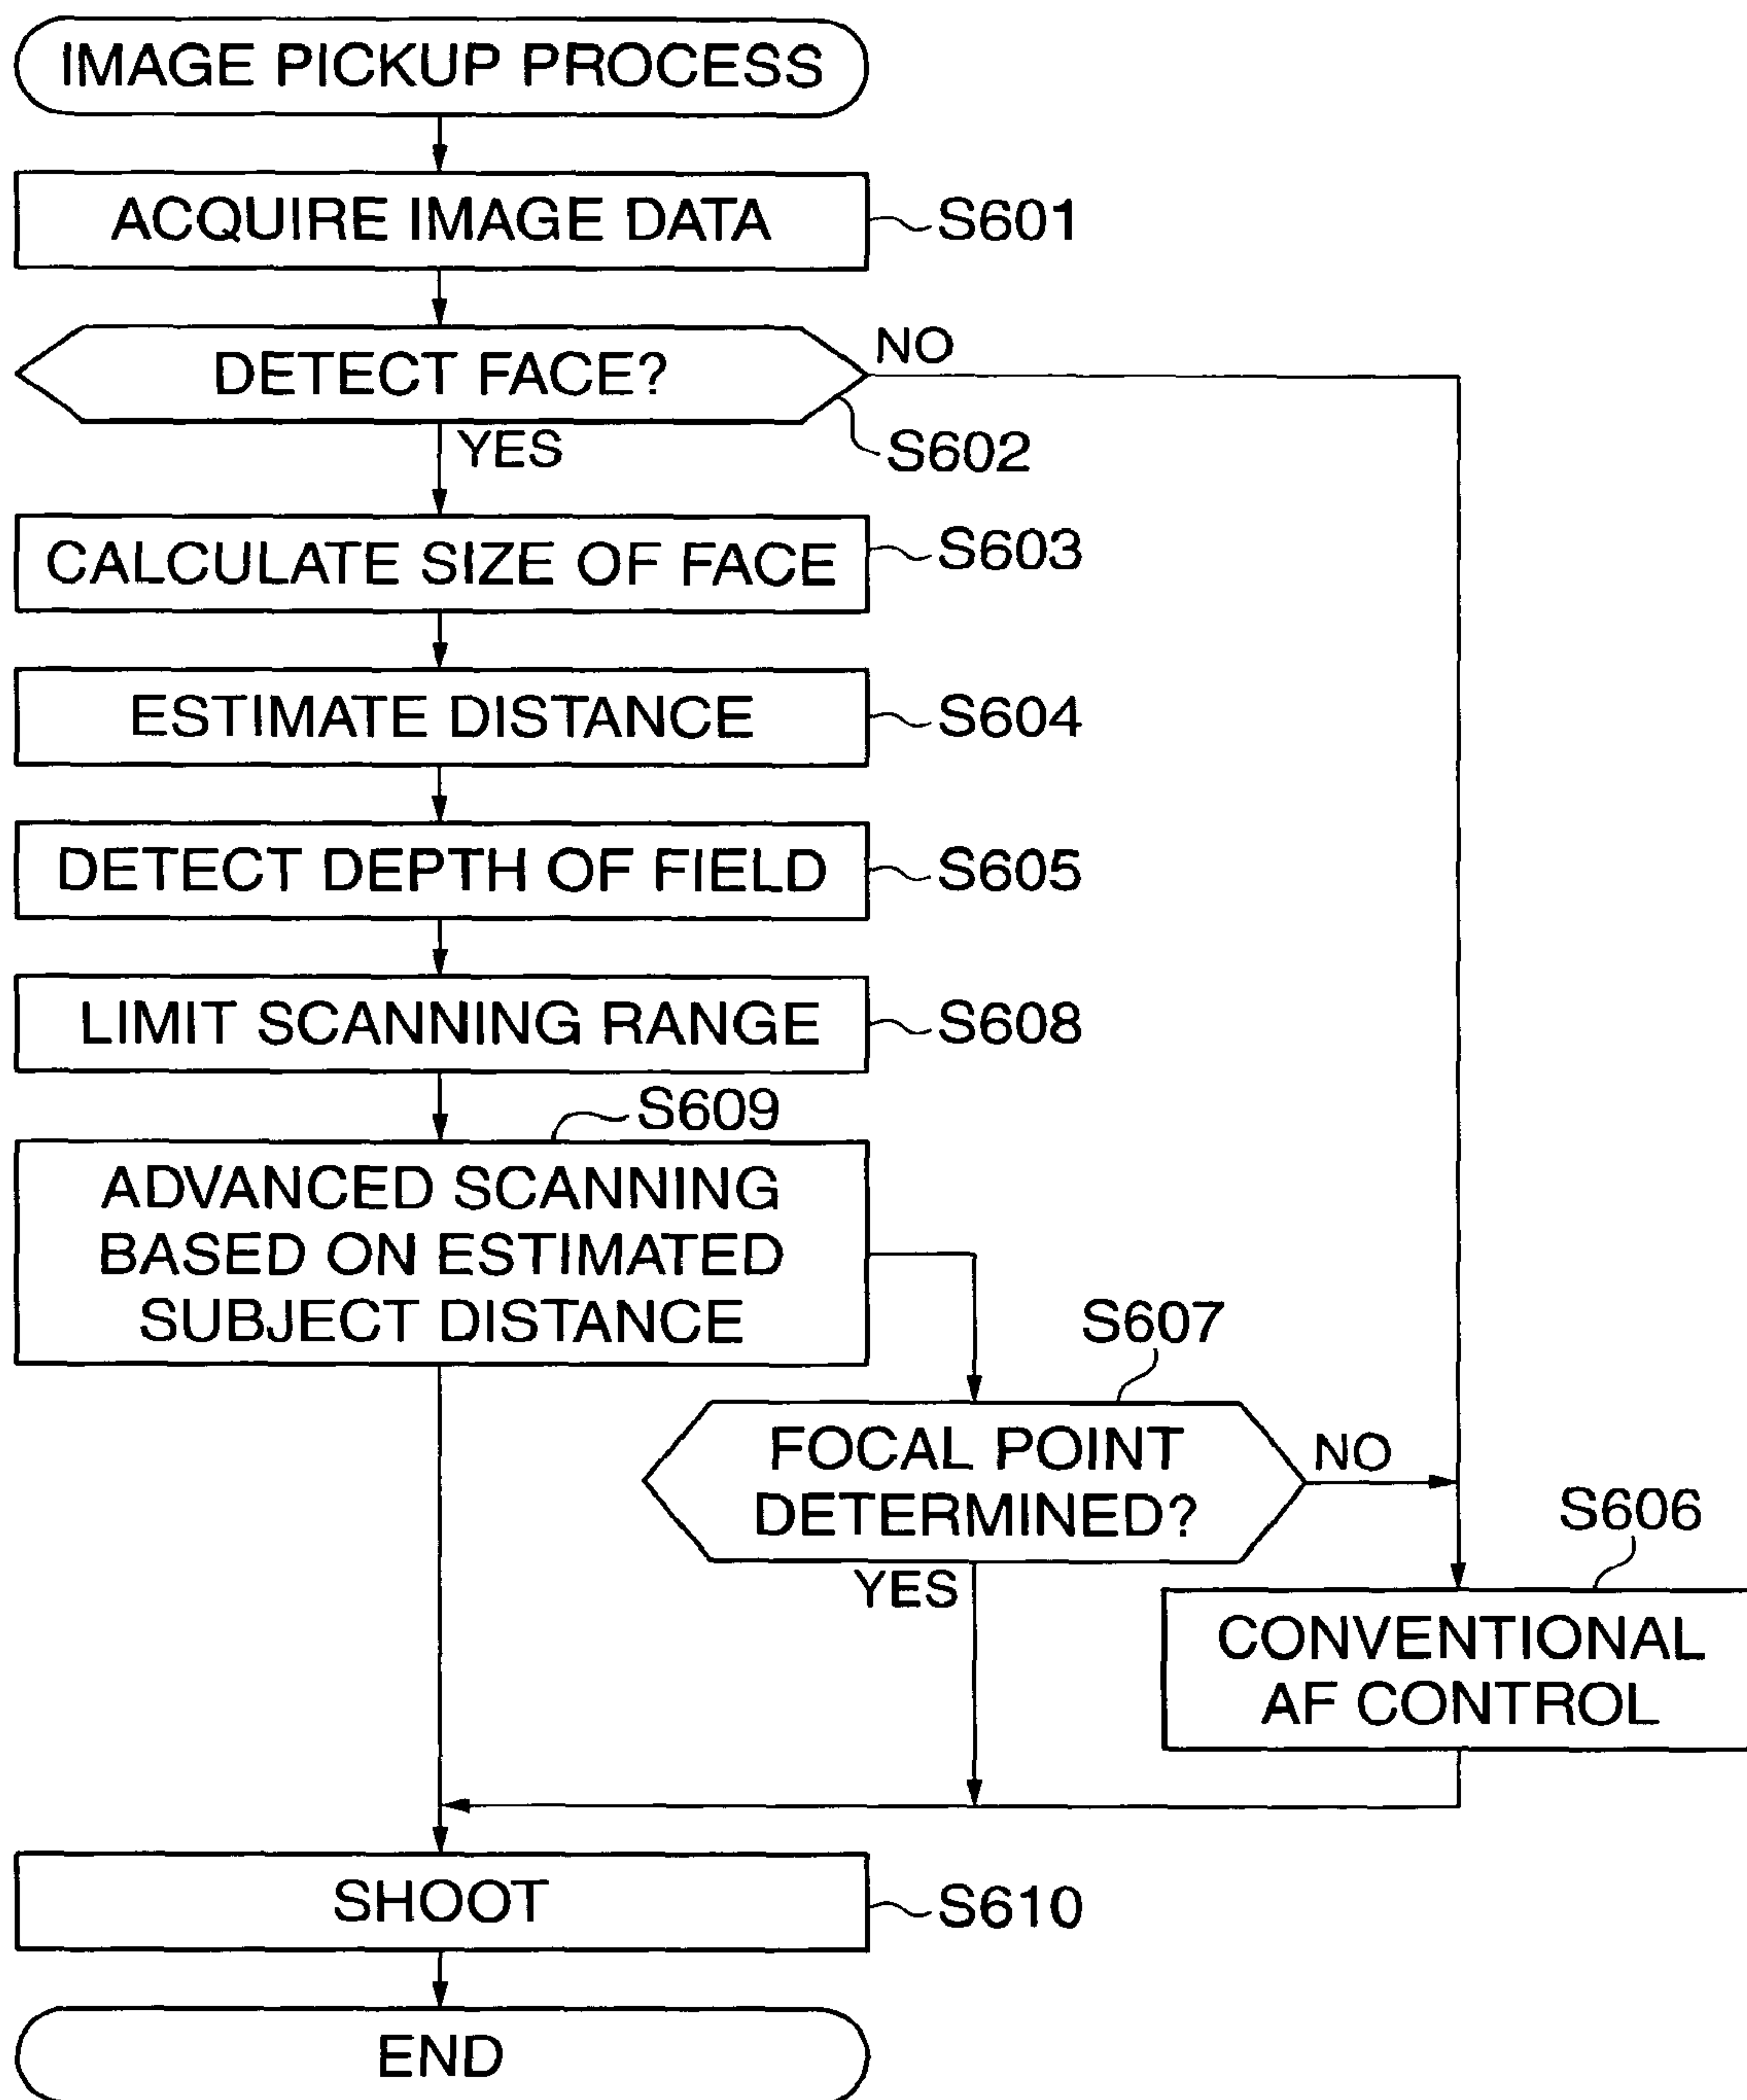 IMAGE PICKUP PROCESS
ACQUIRE IMAGE DATA
S601
DETECT FACE?
NO
S602
YES
CALCULATE SIZE OF FACE
S603
ESTIMATE DISTANCE
S604
DETECT DEPTH OF FIELD
S605
LIMIT SCANNING RANGE
S608
S609
ADVANCED SCANNING
BASED ON ESTIMATED
SUBJECT DISTANCE
S607
FOCAL POINT
DETERMINED?
NO
YES
S606
CONVENTIONAL
AF CONTROL
SHOOT
S610
END